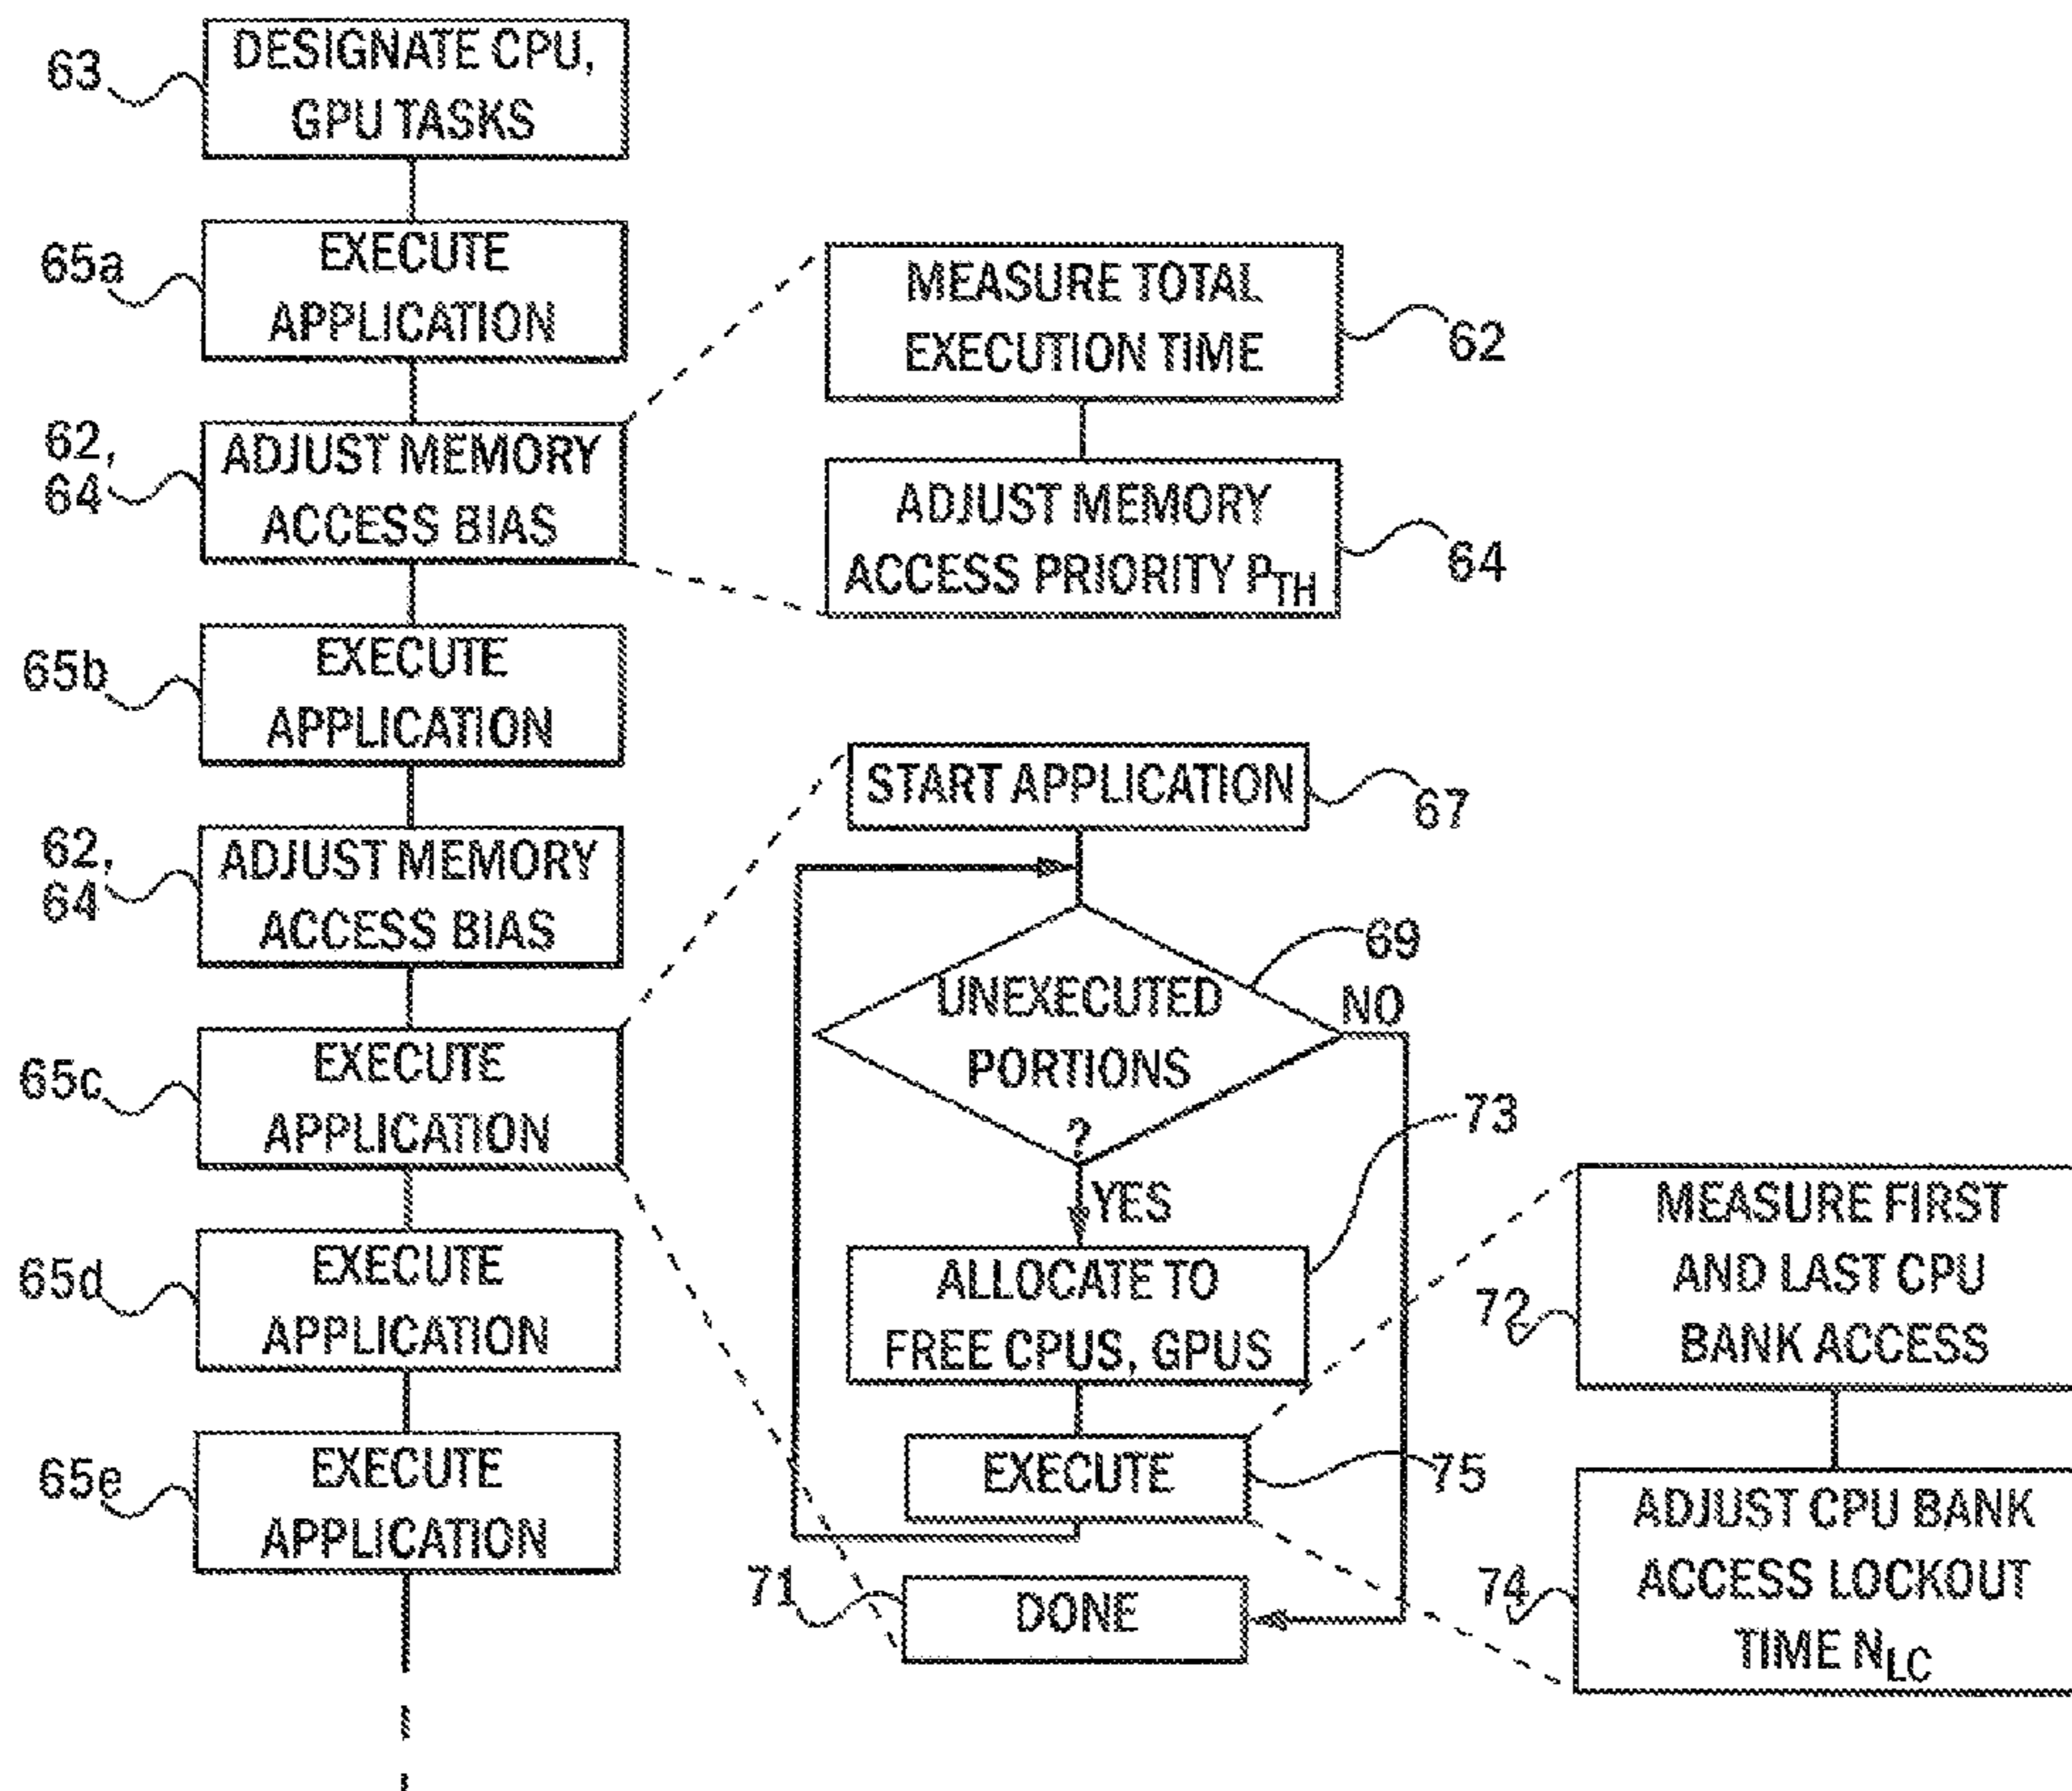 63
DESIGNATE CPU,
GPU TASKS
65a
EXECUTE
APPLICATION
62,
64
ADJUST MEMORY
ACCESS BIAS
65b
EXECUTE
APPLICATION
62,
64
ADJUST MEMORY
ACCESS BIAS
65c
EXECUTE
APPLICATION
65d
EXECUTE
APPLICATION
65e
EXECUTE
APPLICATION
MEASURE TOTAL
EXECUTION TIME
62
ADJUST MEMORY
ACCESS PRIORITY PTH
64
START APPLICATION
67
UNEXECUTED
PORTIONS
?
69
NO
YES
73
ALLOCATE TO
FREE CPUS, GPUS
EXECUTE
75
71
DONE
MEASURE FIRST
AND LAST CPU
BANK ACCESS
72
ADJUST CPU BANK
ACCESS LOCKOUT
TIME NLC
74